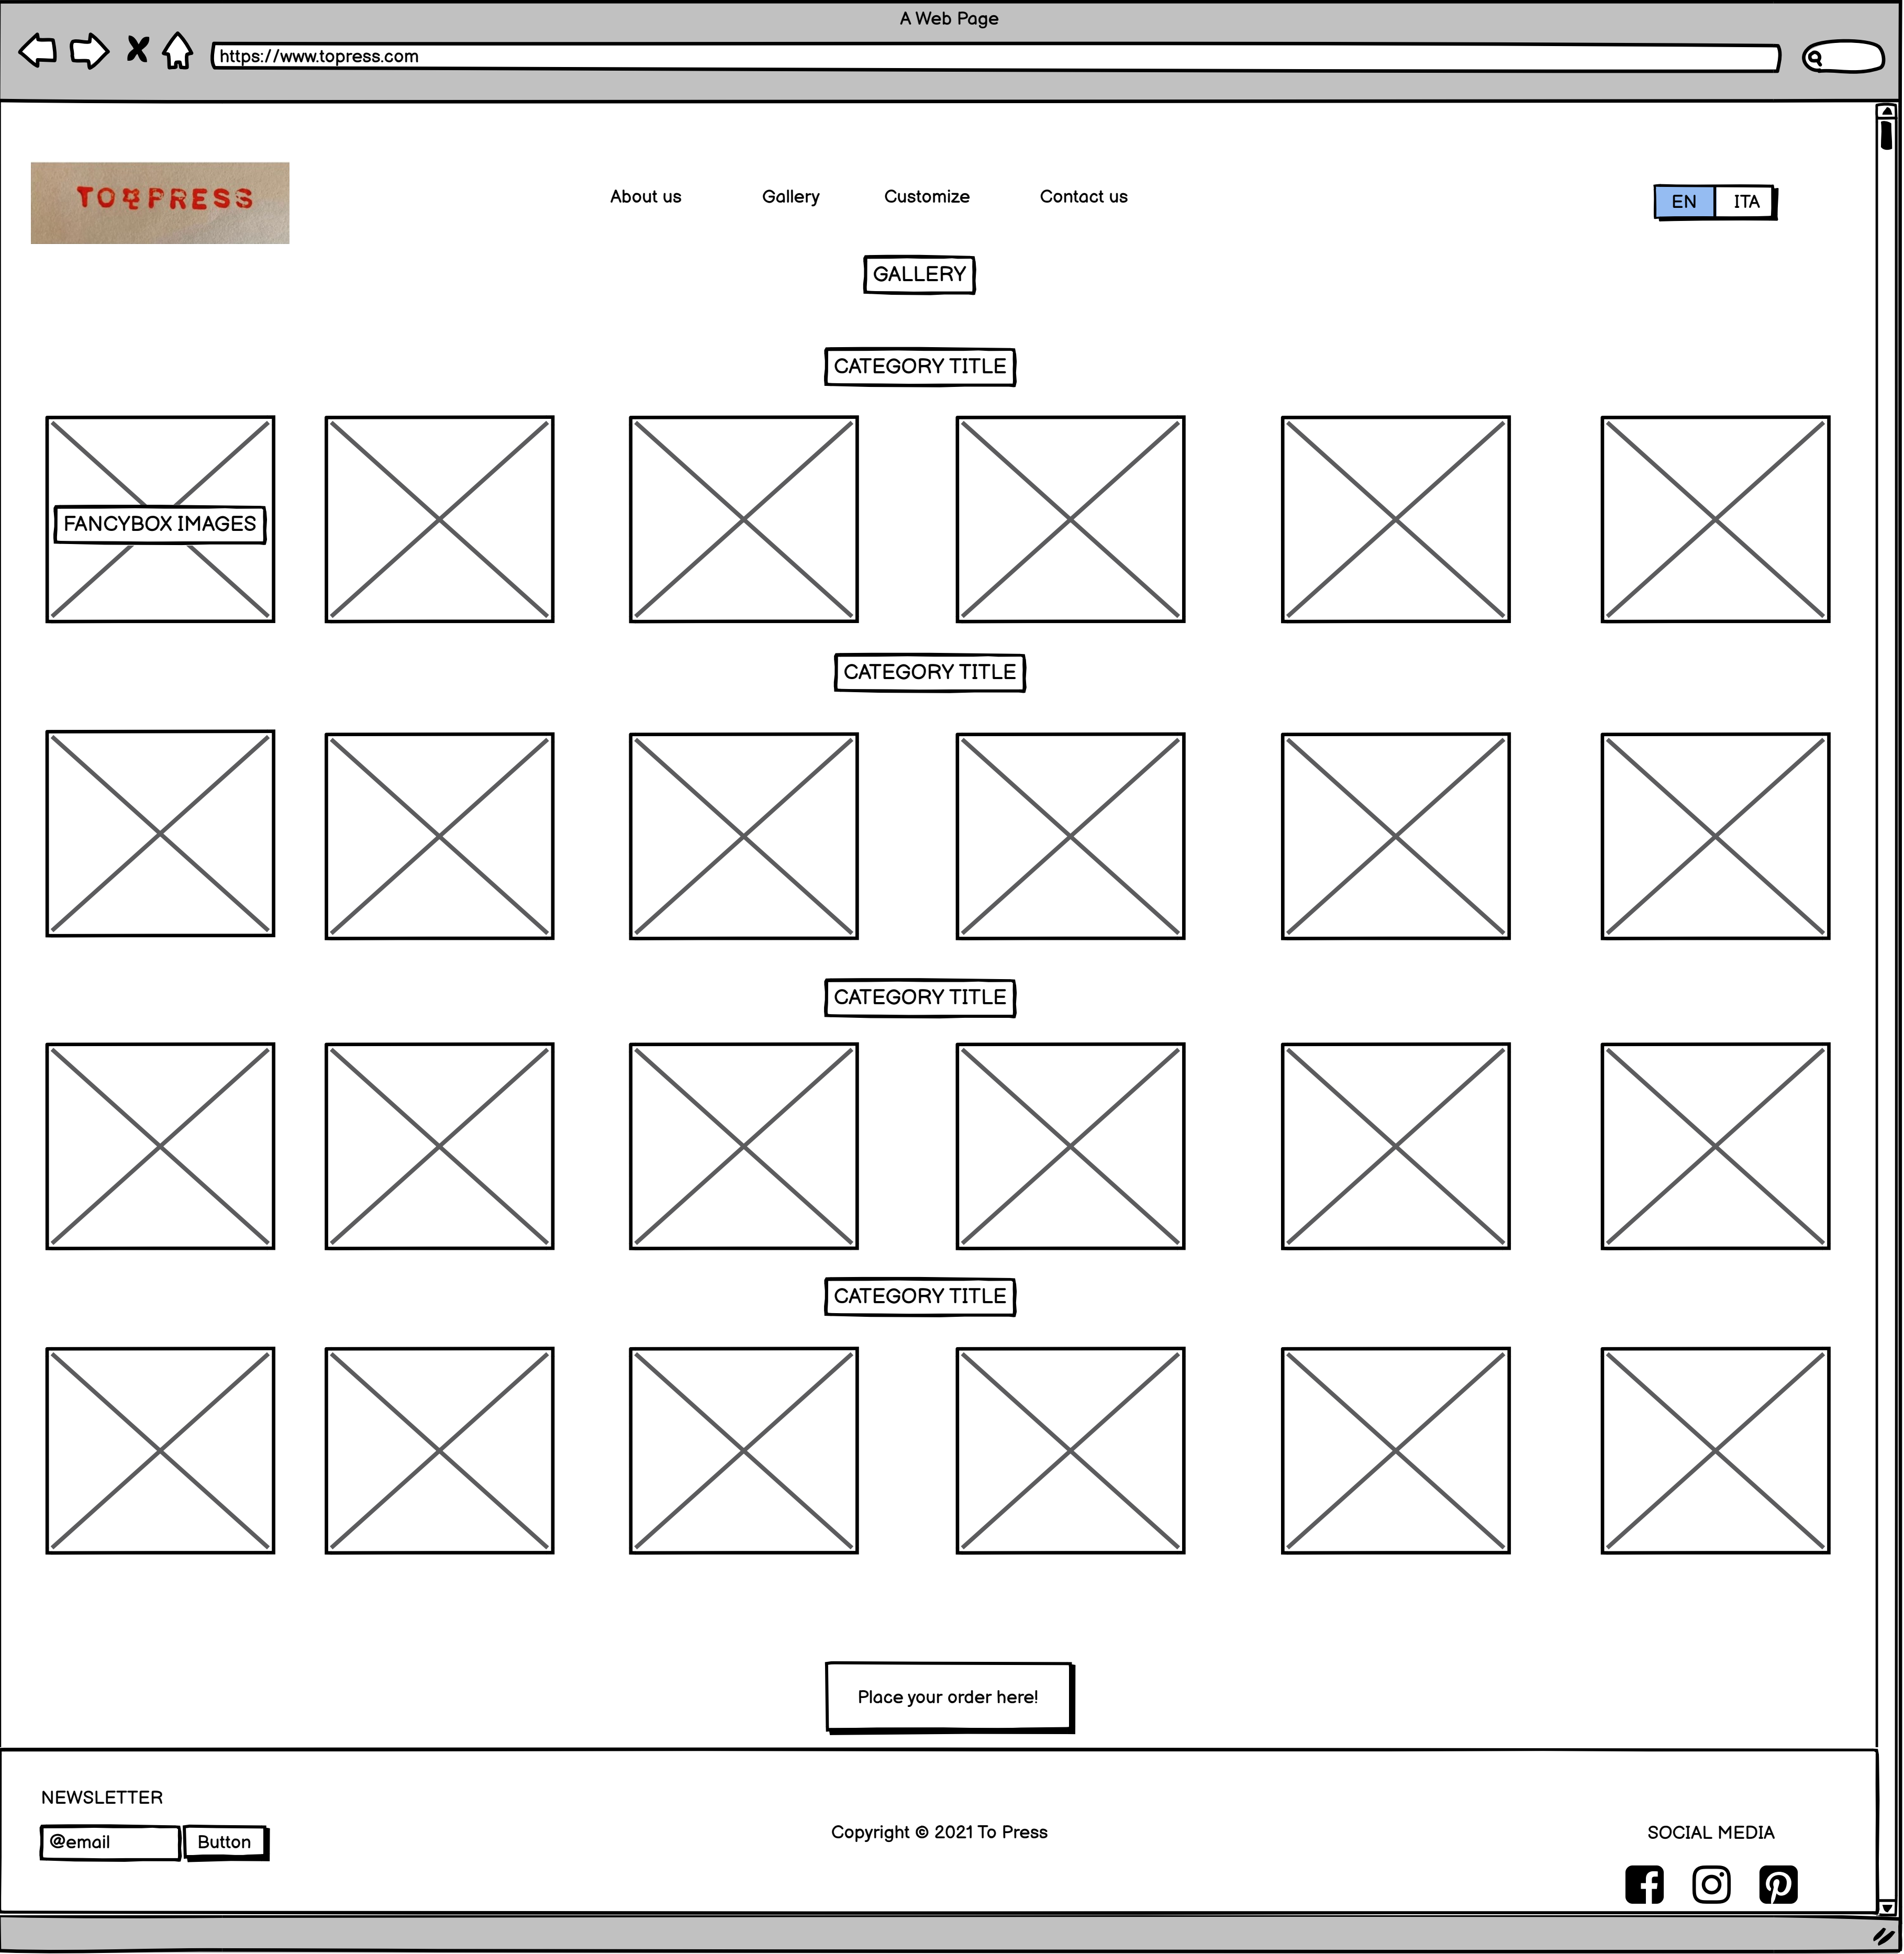 A Web Page
https://www.topress.com
TO PRESS
About us Gallery Customize Contact us
EN ITA
GALLERY
CATEGORY TITLE
FANCYBOX IMAGES
CATEGORY TITLE
CATEGORY TITLE
CATEGORY TITLE
Place your order here!
NEWSLETTER
@email Button
Copyright © 2021 To Press
SOCIAL MEDIA